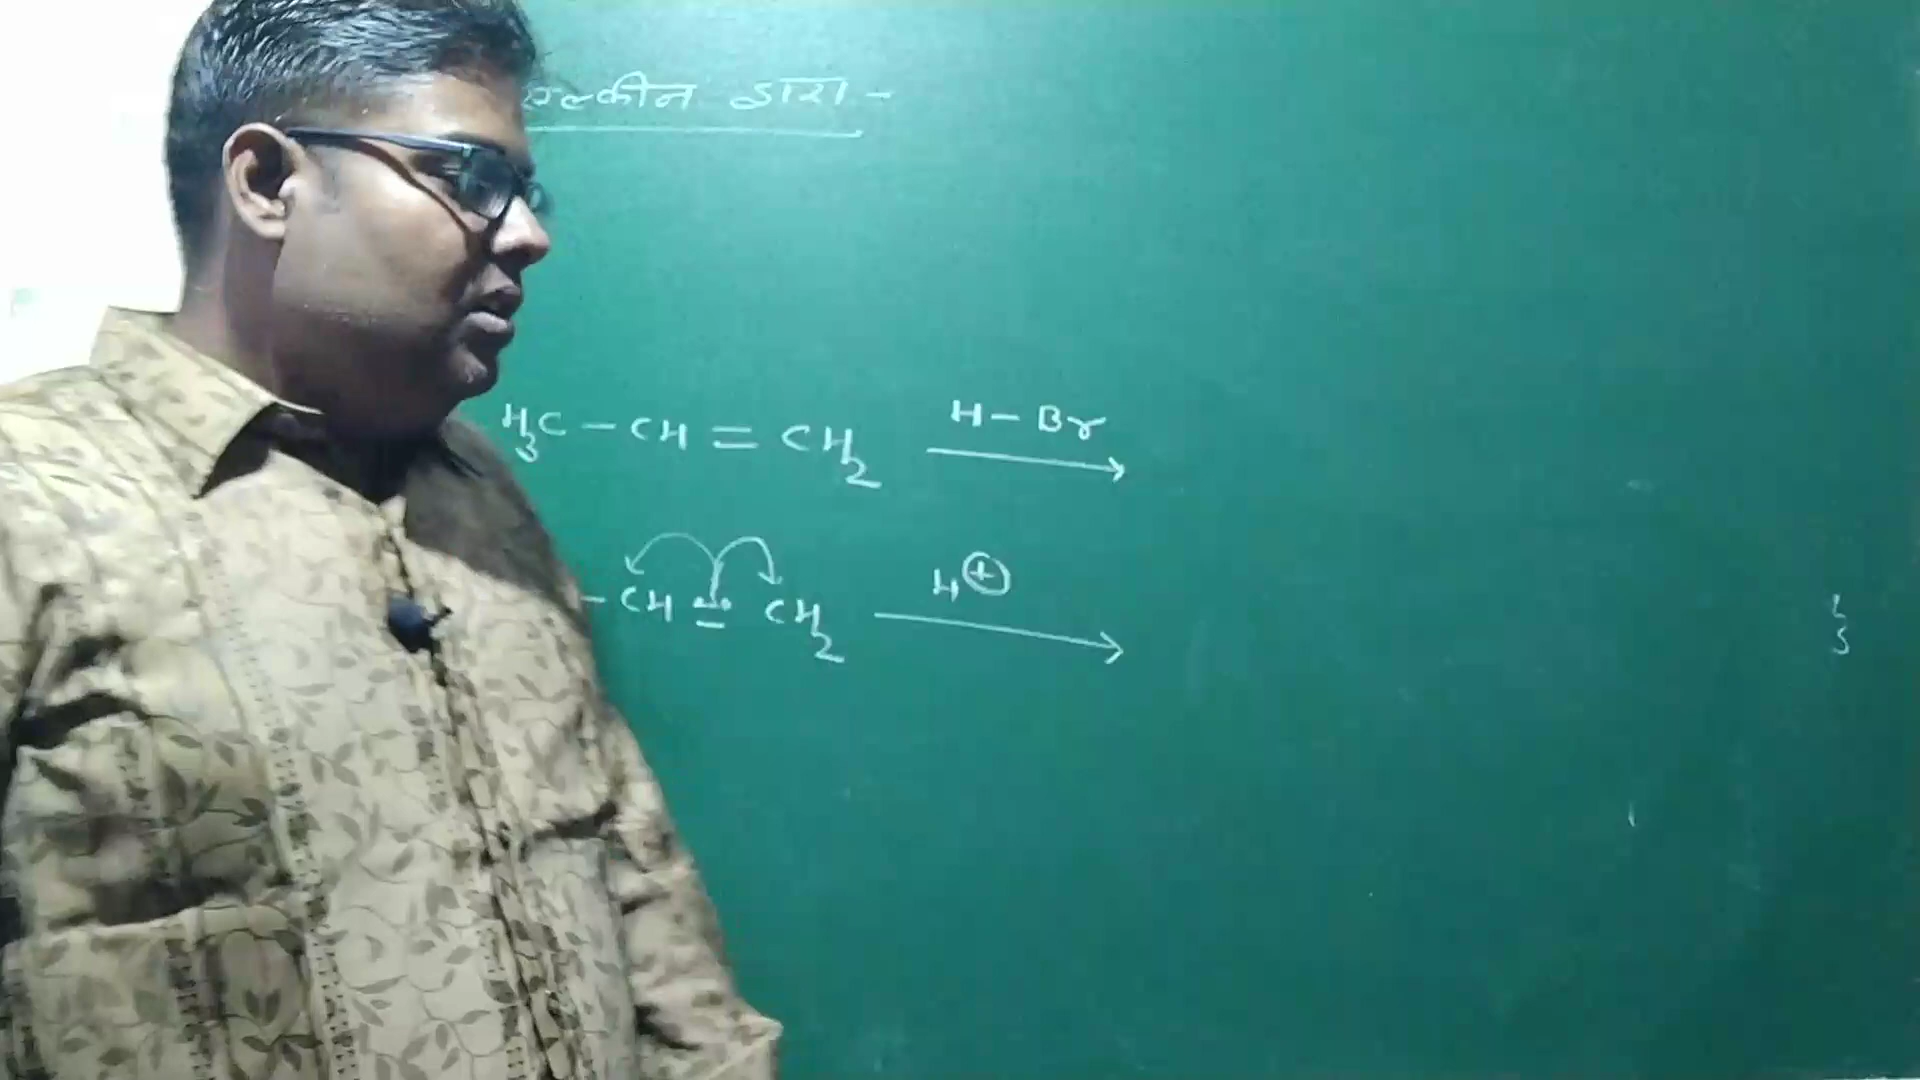 एल्कीन द्वारा -
H₃C - CH = CH₂ H - Br →
- CH = CH₂ H⊕ →